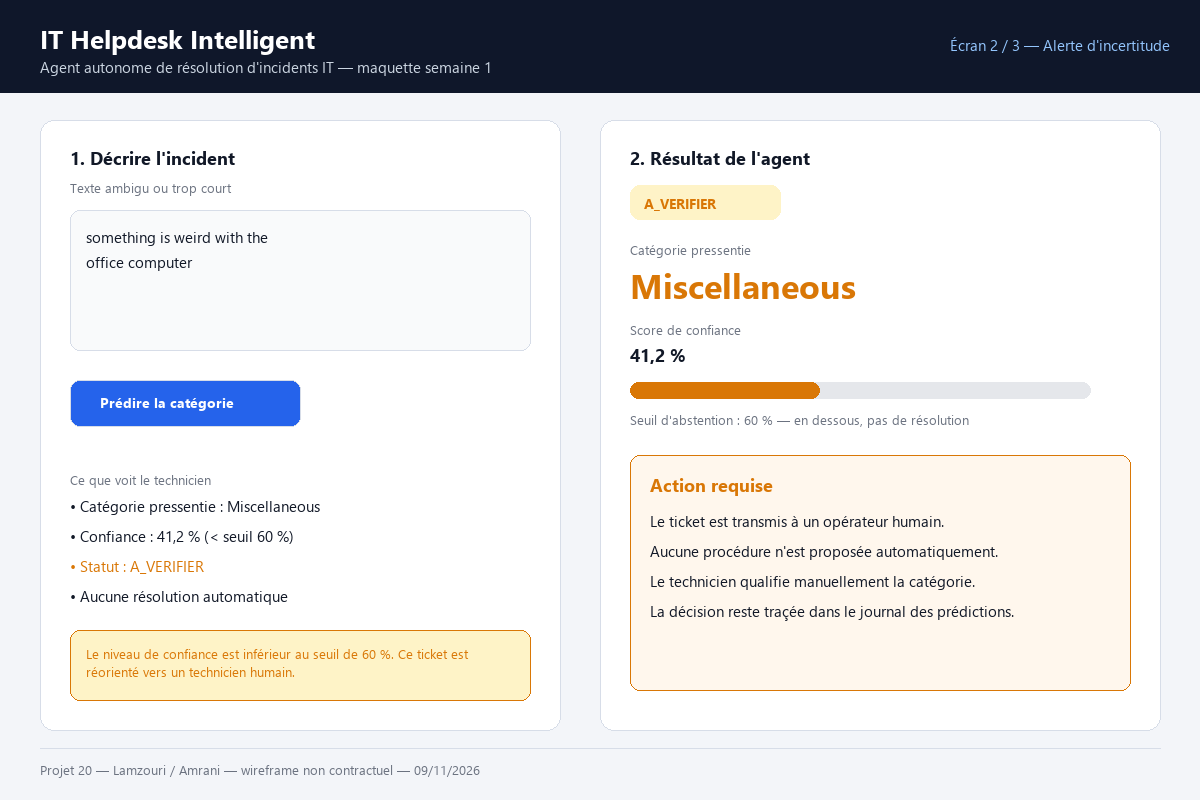 IT Helpdesk Intelligent
Agent autonome de résolution d'incidents IT — maquette semaine 1
Écran 2 / 3 — Alerte d'incertitude
1. Décrire l'incident
Texte ambigu ou trop court
something is weird with the
office computer
Prédire la catégorie
Ce que voit le technicien
• Catégorie pressentie : Miscellaneous
• Confiance : 41,2 % (< seuil 60 %)
• Statut : A_VERIFIER
• Aucune résolution automatique
Le niveau de confiance est inférieur au seuil de 60 %. Ce ticket est
réorienté vers un technicien humain.
2. Résultat de l'agent
A_VERIFIER
Catégorie pressentie
Miscellaneous
Score de confiance
41,2 %
Seuil d'abstention : 60 % — en dessous, pas de résolution
Action requise
Le ticket est transmis à un opérateur humain.
Aucune procédure n'est proposée automatiquement.
Le technicien qualifie manuellement la catégorie.
La décision reste traçée dans le journal des prédictions.
Projet 20 — Lamzouri / Amrani — wireframe non contractuel — 09/11/2026